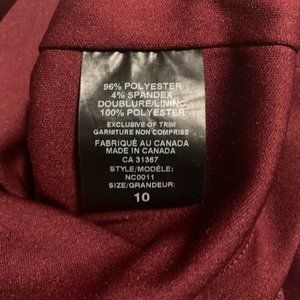 96% POLYESTER
4% SPANDEX
DOUBLURE/LINING
100% POLYESTER
EXCLUSIVE OF TRIM
GARNITURE NON COMPRISE
FABRIQUÉ AU CANADA
MADE IN CANADA
CA 31367
STYLE/MODÈLE:
NC0011
SIZE/GRANDEUR:
10